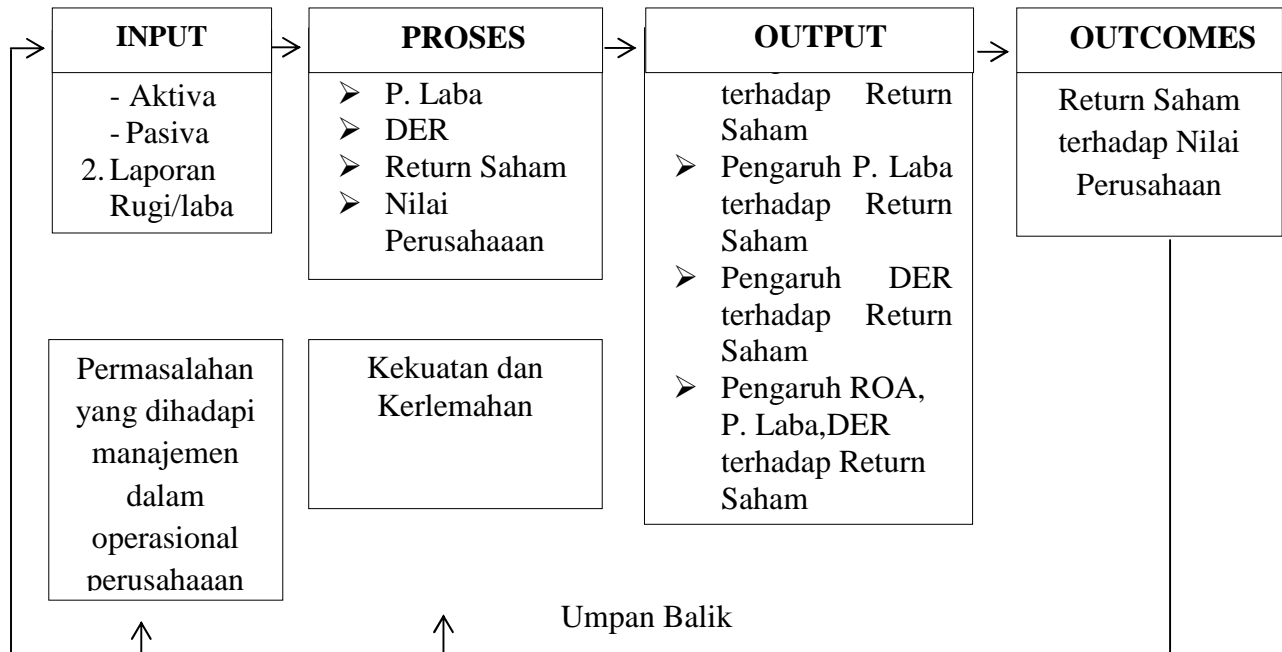 INPUT
- Aktiva
- Pasiva
2. Laporan
Rugi/laba
Permasalahan
yang dihadapi
manajemen
dalam
operasional
perusahaaan
PROSES
➢ P. Laba
➢ DER
➢ Return Saham
➢ Nilai
Perusahaaan
Kekuatan dan
Kerlemahan
OUTPUT
terhadap Return
Saham
➢ Pengaruh P. Laba
terhadap Return
Saham
➢ Pengaruh DER
terhadap Return
Saham
➢ Pengaruh ROA,
P. Laba,DER
terhadap Return
Saham
OUTCOMES
Return Saham
terhadap Nilai
Perusahaan
Umpan Balik